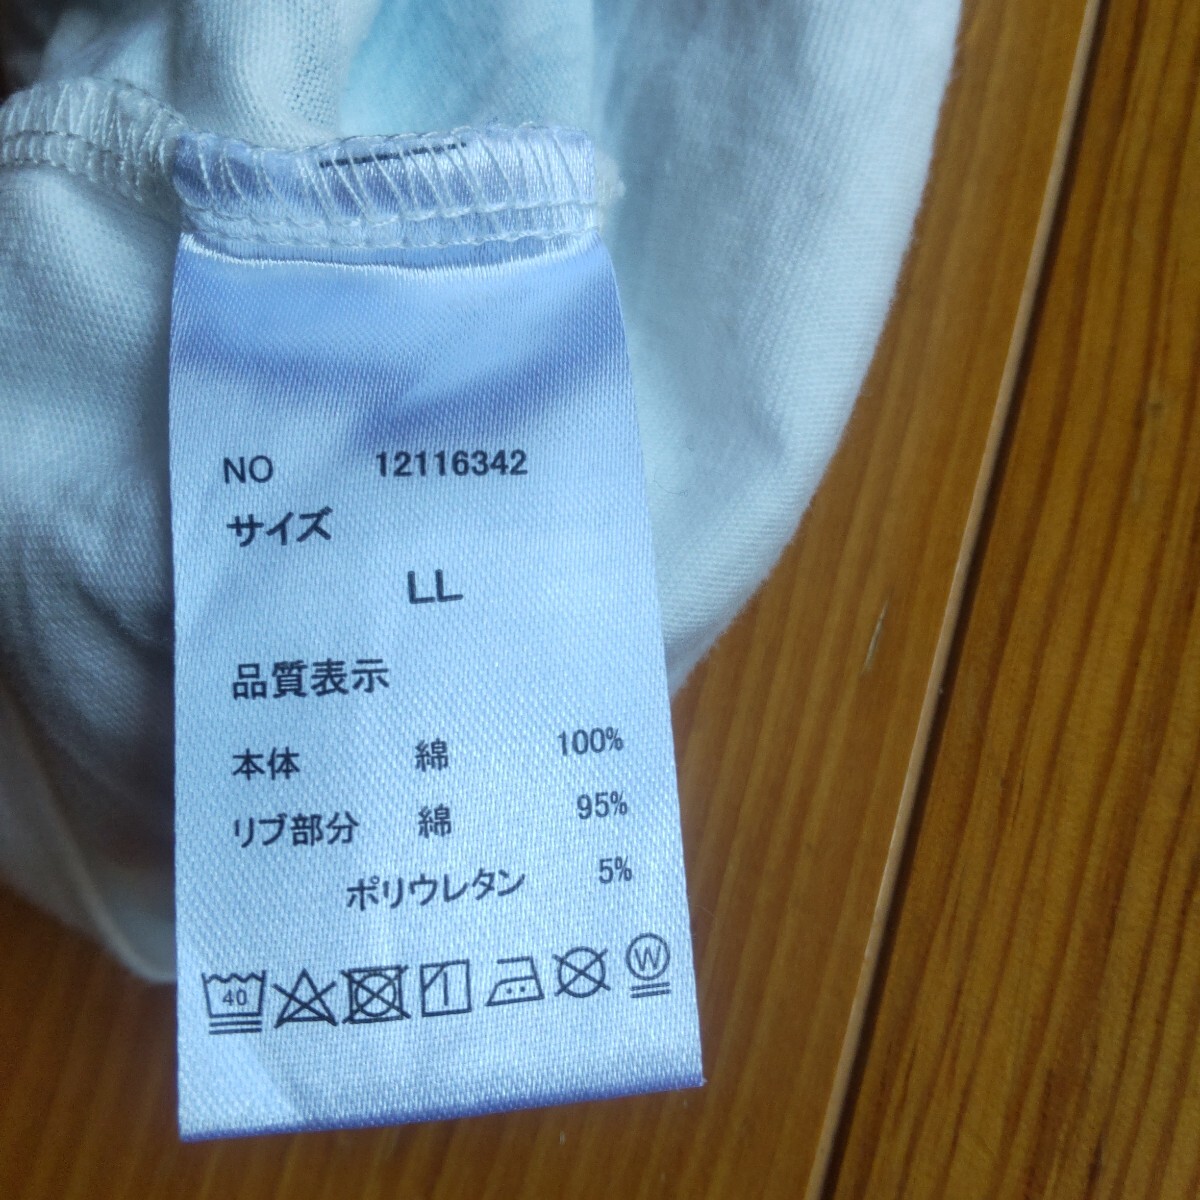 NO 12116342
サイズ
LL
品質表示
本体 綿 100%
リブ部分 綿 95%
ポリウレタン 5%
40 W